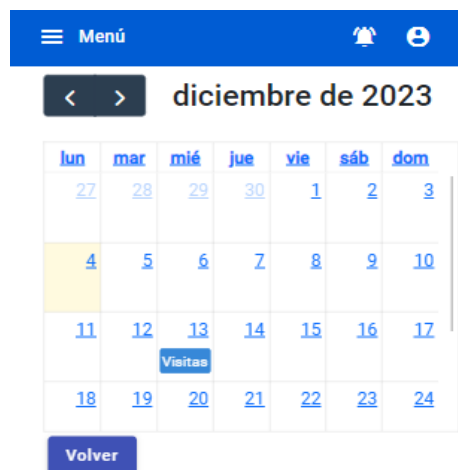 Menú
diciembre de 2023
lun mar mié jue vie sáb dom
27 28 29 30 1 2 3
4 5 6 7 8 9 10
11 12 13 14 15 16 17
Visitas
18 19 20 21 22 23 24
Volver